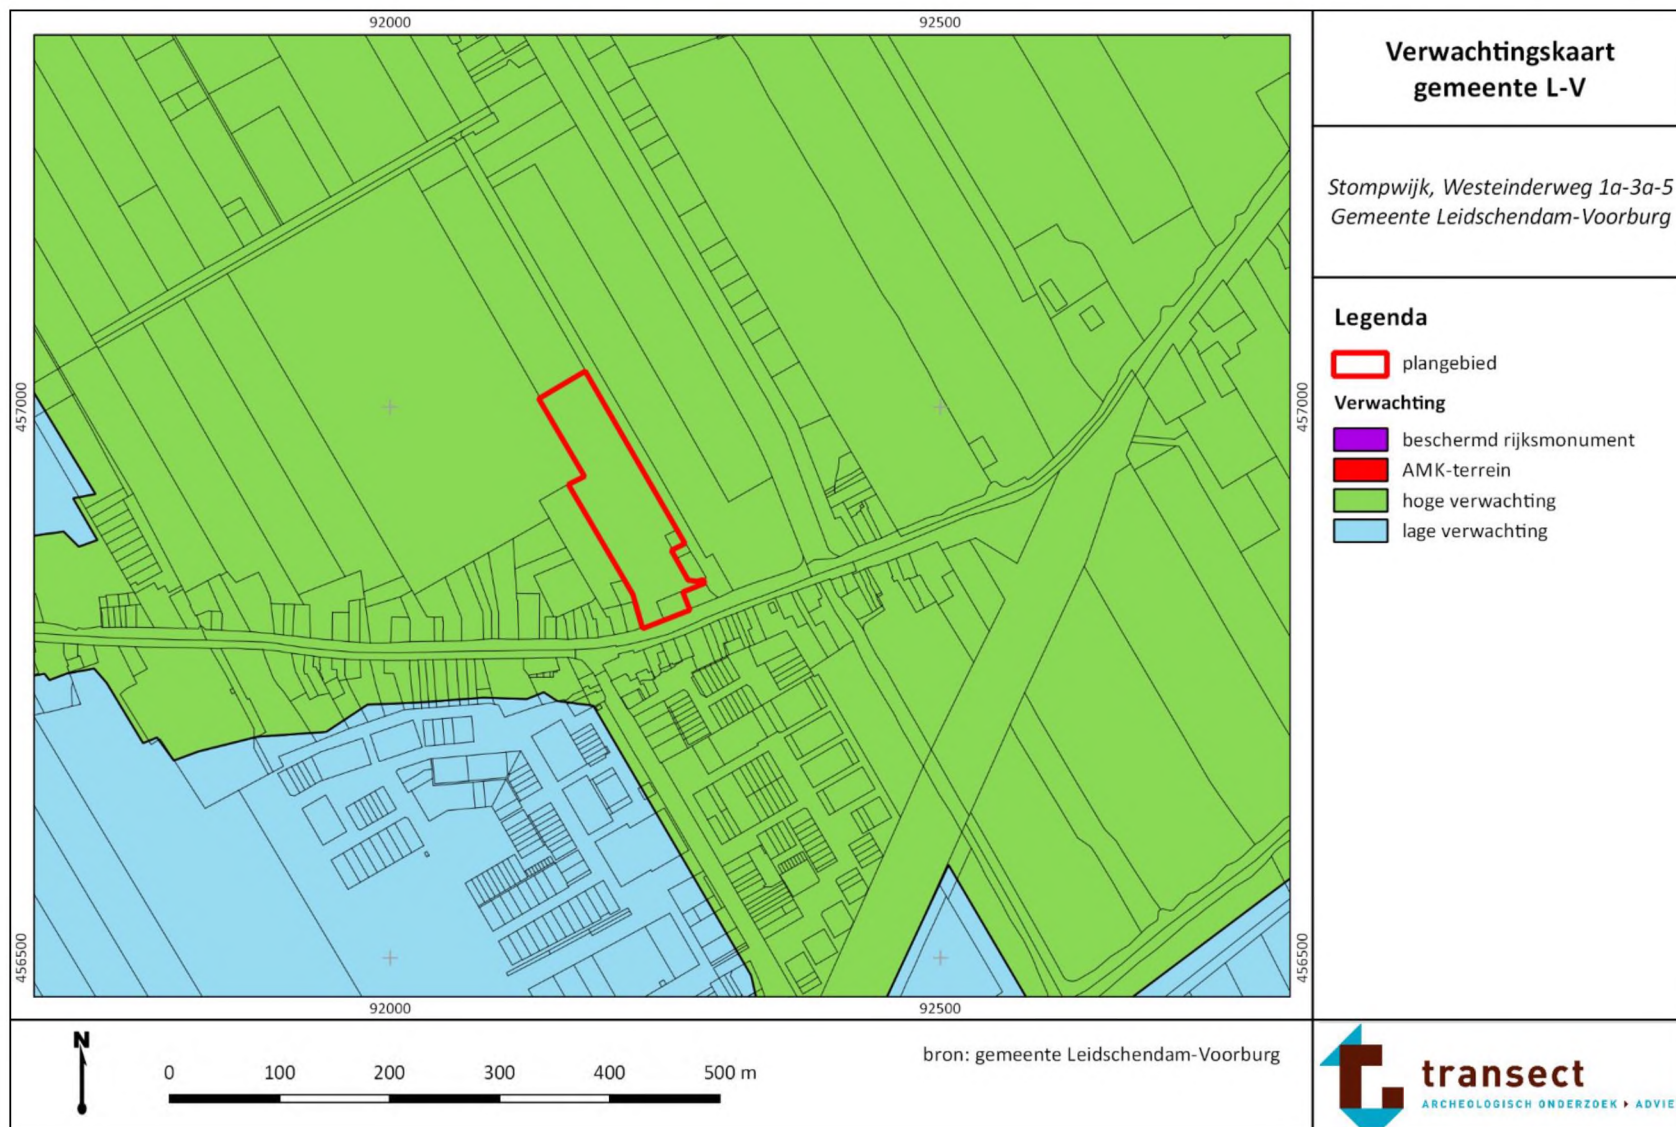 92000 92500
Verwachtingskaart
gemeente L-V
Stompwijk, Westeinderweg 1a-3a-5
Gemeente Leidschendam-Voorburg
Legenda
plangebied
Verwachting
beschermd rijksmonument
AMK-terrein
hoge verwachting
lage verwachting
457000 457000
456500 456500
92000 92500
N
0 100 200 300 400 500 m
bron: gemeente Leidschendam-Voorburg
transect
ARCHEOLOGISCH ONDERZOEK ▸ ADVIE